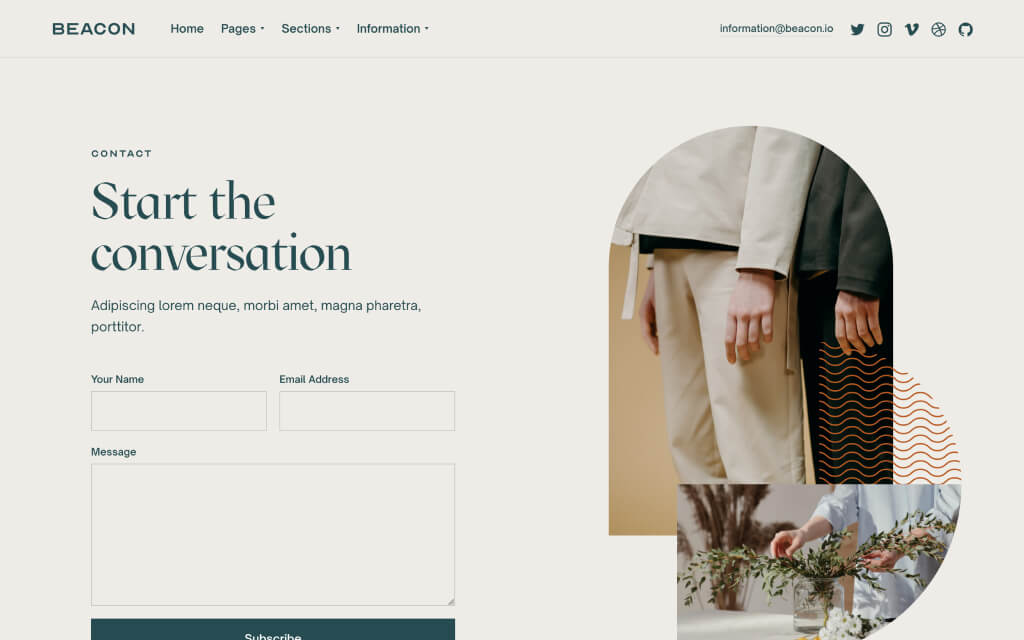 BEACON Home Pages Sections Information information@beacon.io
CONTACT
Start the
conversation
Adipiscing lorem neque, morbi amet, magna pharetra,
porttitor.
Your Name Email Address
Message
Subscribe